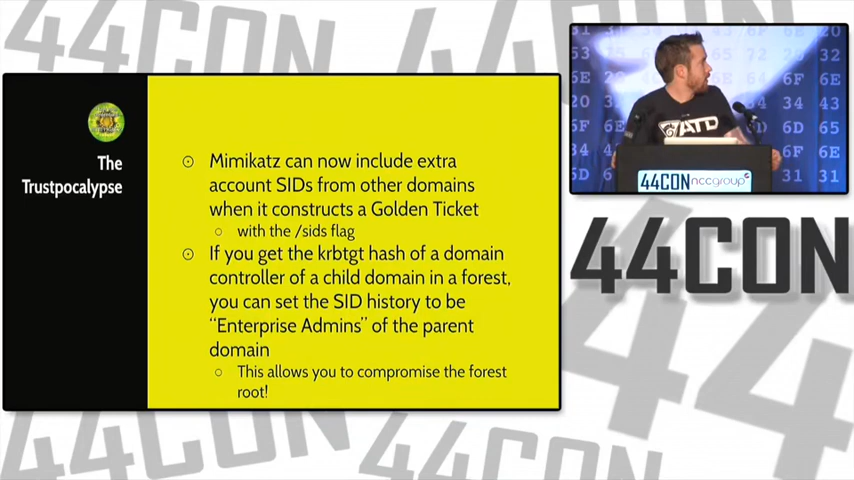 44CON
The
Trustpocalypse
Mimikatz can now include extra
account SIDs from other domains
when it constructs a Golden Ticket
with the /sids flag
If you get the krbtgt hash of a domain
controller of a child domain in a forest,
you can set the SID history to be
“Enterprise Admins” of the parent
domain
This allows you to compromise the forest
root!
ATD
44CON nccgroup
44CON
44CON
44CON